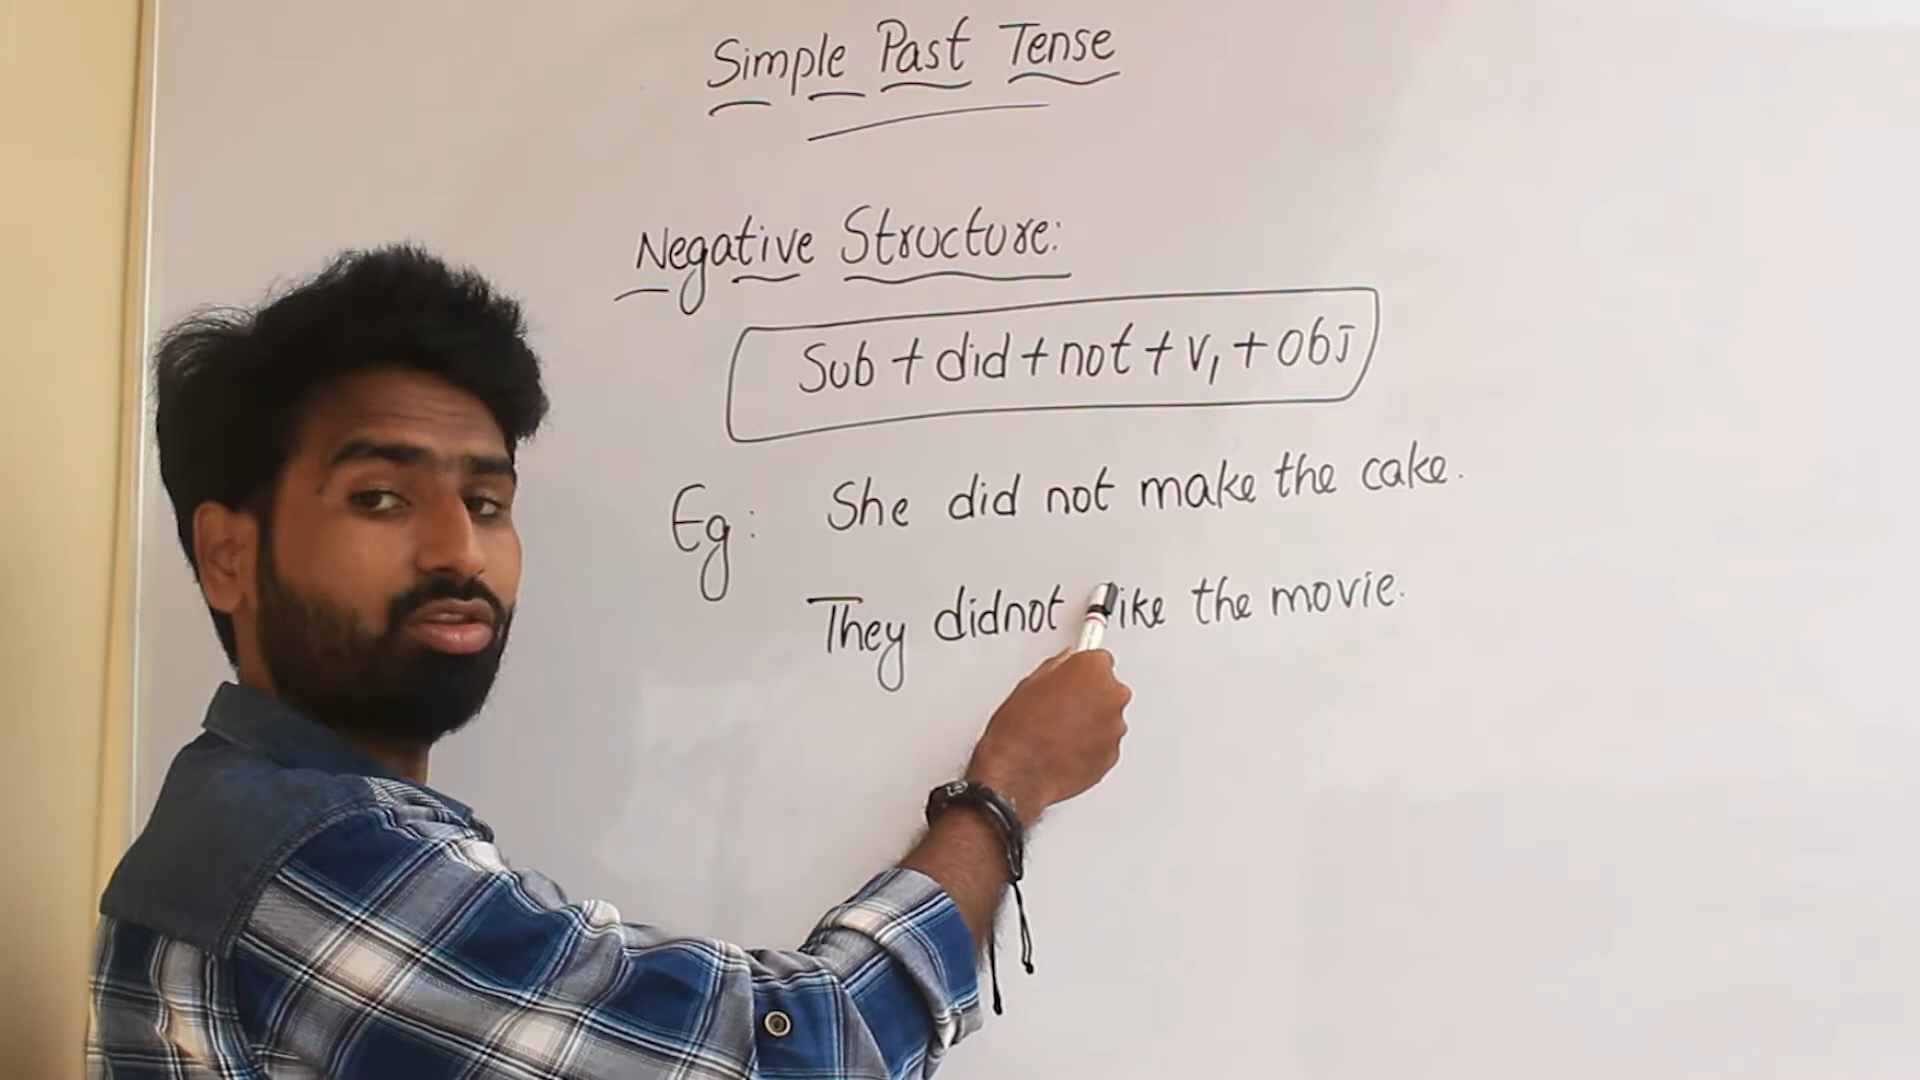 Simple Past Tense
Negative Structure:
Sub + did + not + V₁ + obj
Eg: She did not make the cake.
They didnot like the movie.